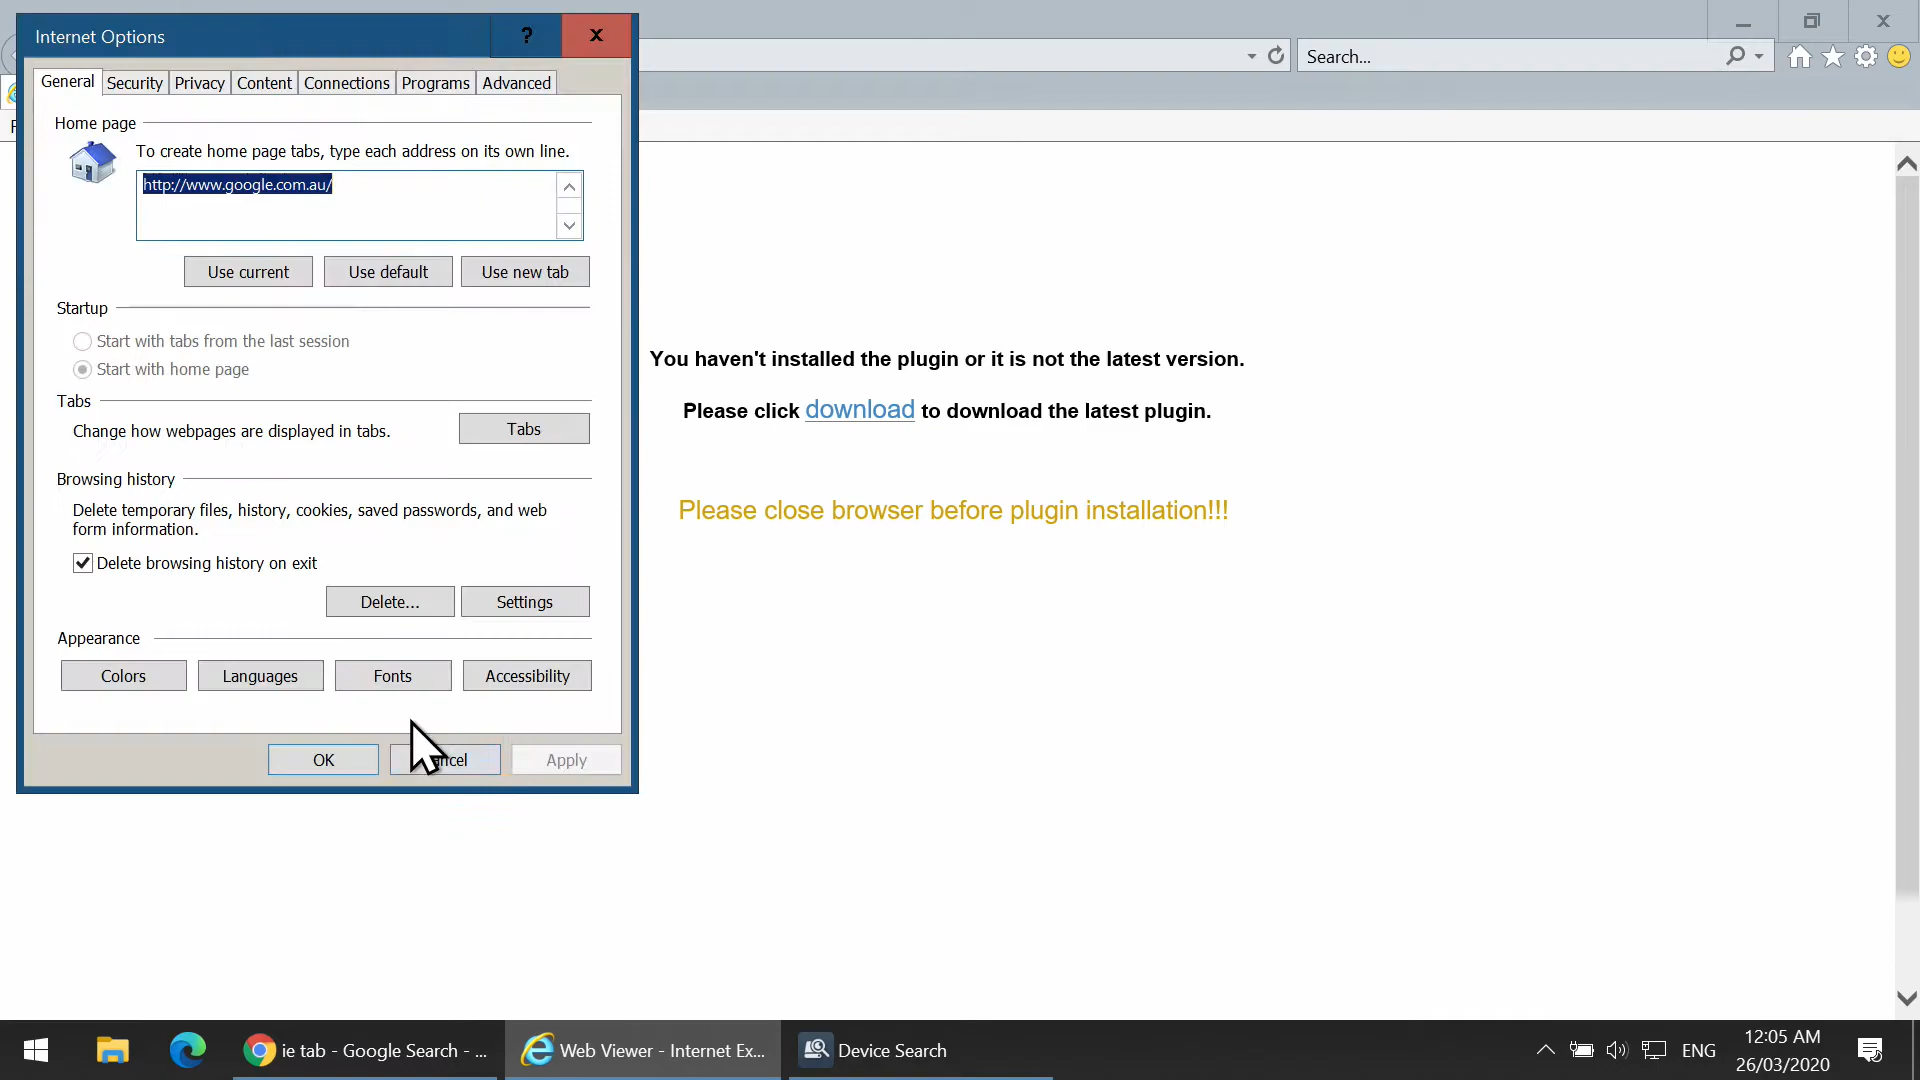 Internet Options
?
x
General
Security
Privacy
Content
Connections
Programs
Advanced
Home page
To create home page tabs, type each address on its own line.
http://www.google.com.au/
Use current
Use default
Use new tab
Startup
Start with tabs from the last session
Start with home page
Tabs
Change how webpages are displayed in tabs.
Tabs
Browsing history
Delete temporary files, history, cookies, saved passwords, and web
form information.
Delete browsing history on exit
Delete...
Settings
Appearance
Colors
Languages
Fonts
Accessibility
OK
Apply
Search...
You haven't installed the plugin or it is not the latest version.
Please click download to download the latest plugin.
Please close browser before plugin installation!!!
ie tab - Google Search - ...
Web Viewer - Internet Ex...
Device Search
ENG
12:05 AM
26/03/2020